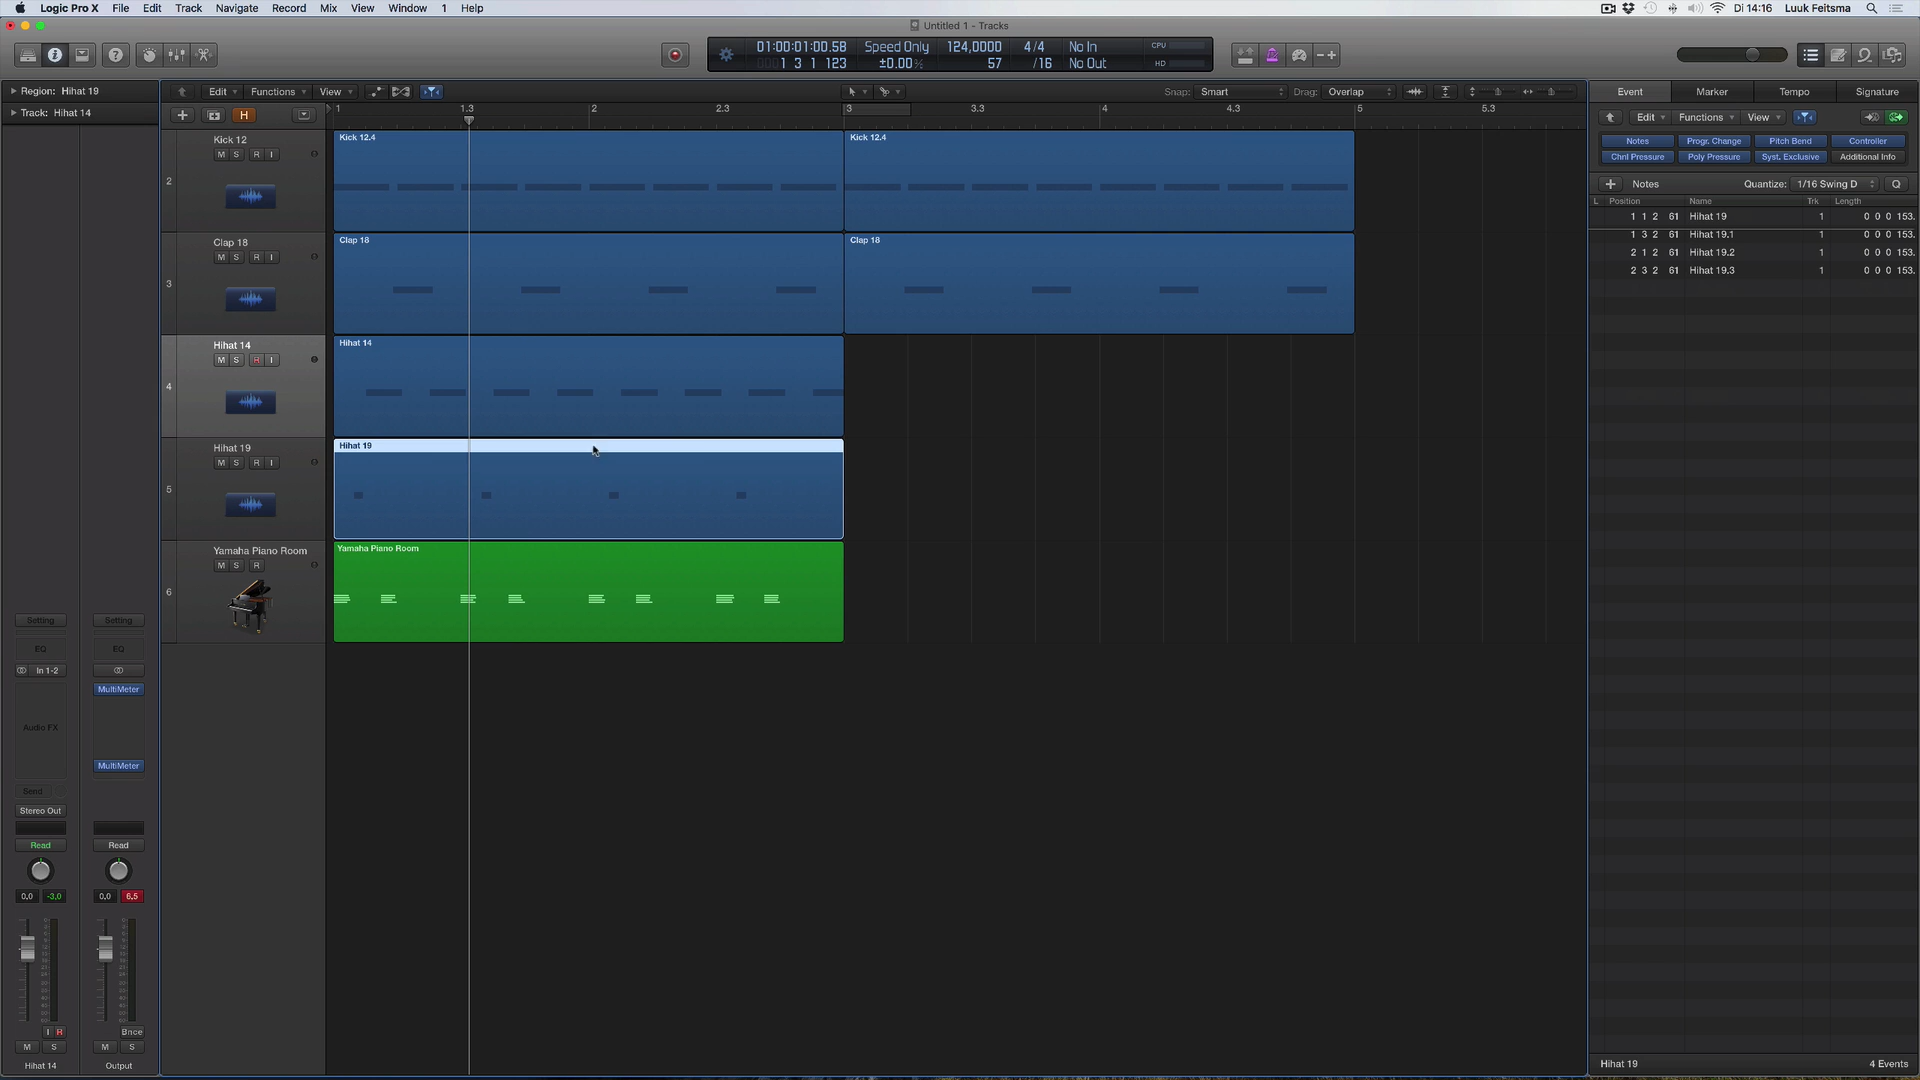 Logic Pro X File Edit Track Navigate Record Mix View Window 1 Help
Di 14:16 Luuk Feitsma
Untitled 1 - Tracks
01:00:01:00.58 Speed Only 124,0000 4/4 No In CPU
1 3 1 123 ±0.00% 57 /16 No Out HD
Region: Hihat 19
Track: Hihat 14
Edit Functions View
Snap: Smart Drag: Overlap
H
1 1.3 2 2.3 3 3.3 4 4.3 5 5.3
2 Kick 12
M S R I
Kick 12.4
Kick 12.4
3 Clap 18
M S R I
Clap 18
Clap 18
4 Hihat 14
M S R I
Hihat 14
5 Hihat 19
M S R I
Hihat 19
6 Yamaha Piano Room
M S R
Yamaha Piano Room
Setting Setting
EQ EQ
In 1-2
MultiMeter
Audio FX
MultiMeter
Send
Stereo Out
Read Read
0,0 -3,0 0,0 6,5
I R Bnce
M S M S
Hihat 14 Output
Event Marker Tempo Signature
Edit Functions View
Notes Progr. Change Pitch Bend Controller
Chnl Pressure Poly Pressure Syst. Exclusive Additional Info
Notes Quantize: 1/16 Swing D Q
L Position Name Trk Length
1 1 2 61 Hihat 19 1 0 0 0 153.
1 3 2 61 Hihat 19.1 1 0 0 0 153.
2 1 2 61 Hihat 19.2 1 0 0 0 153.
2 3 2 61 Hihat 19.3 1 0 0 0 153.
Hihat 19 4 Events